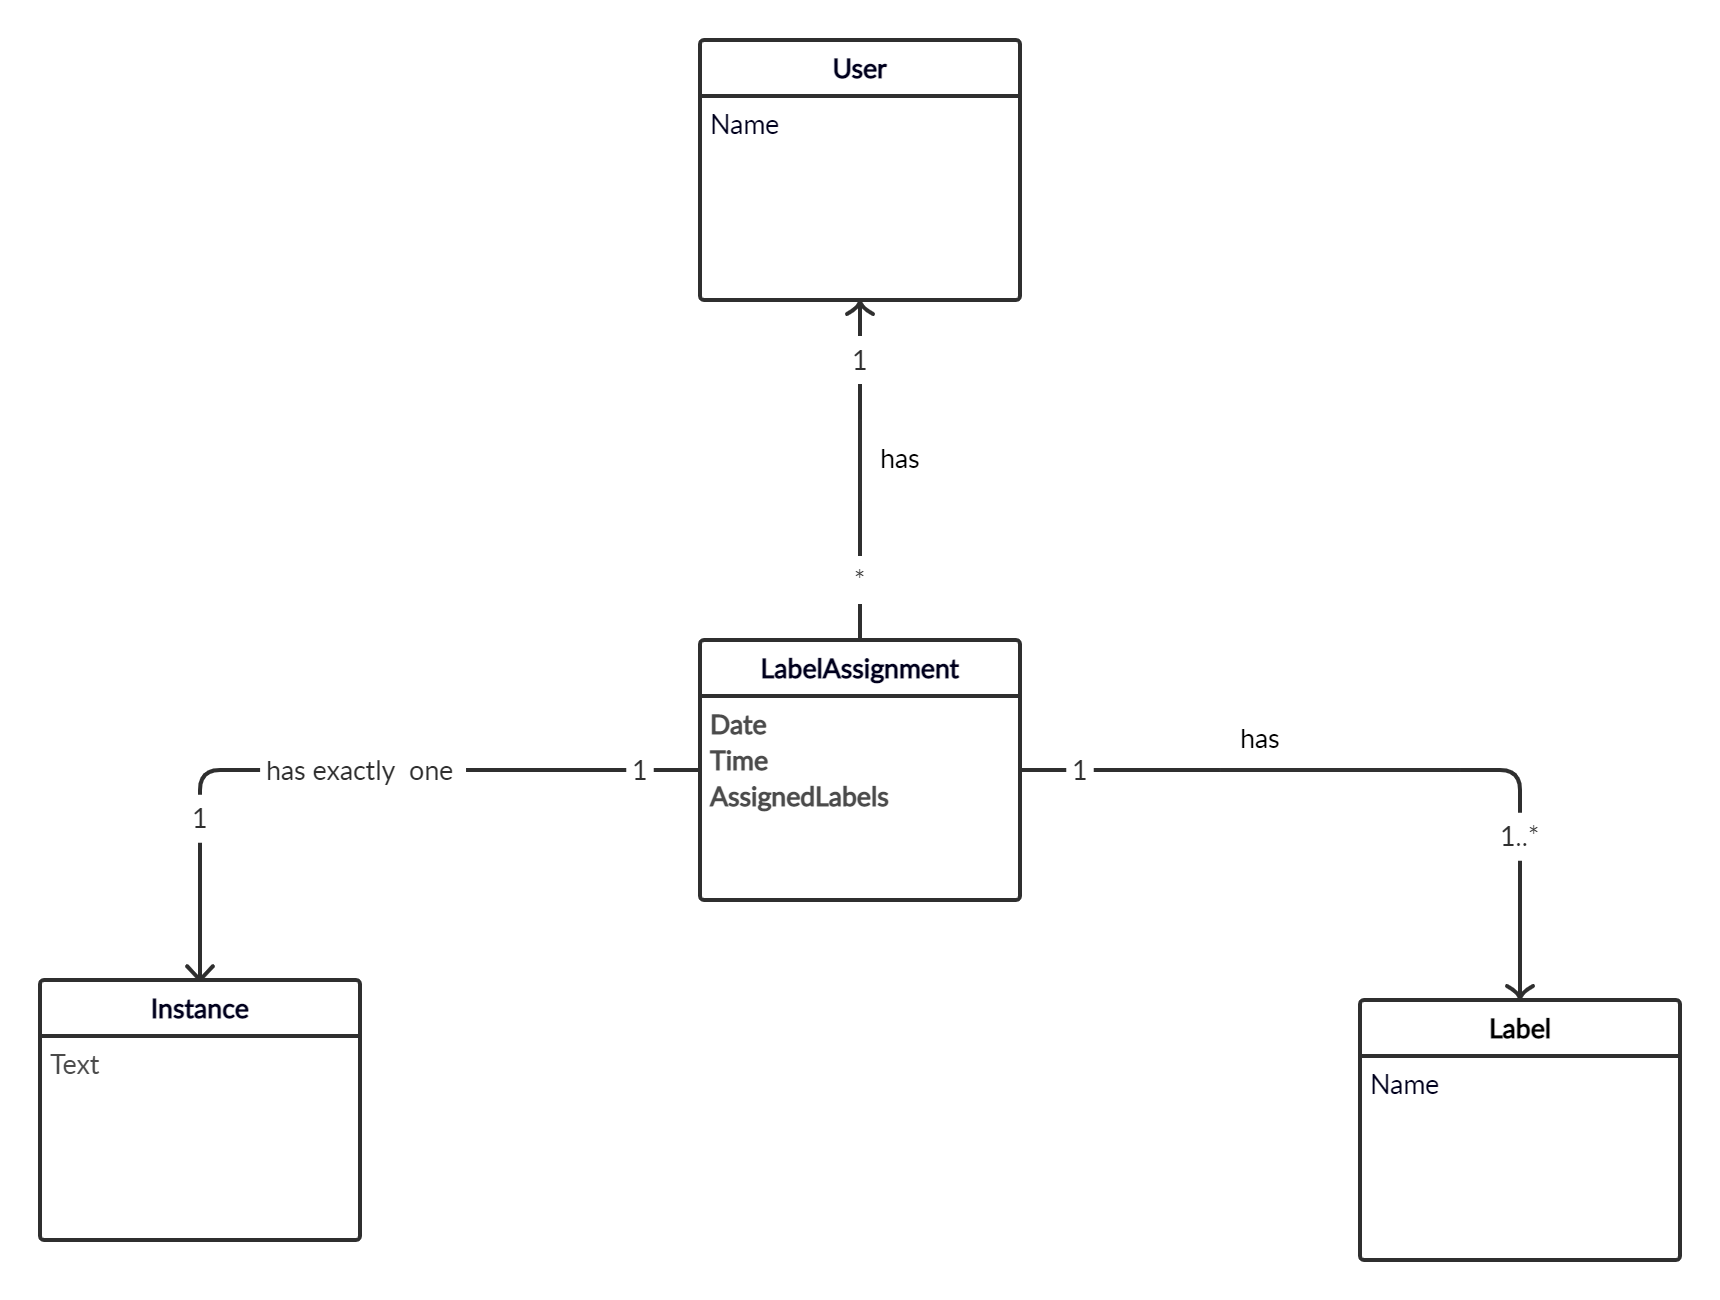 User
Name
1
has
*
LabelAssignment
Date
Time
AssignedLabels
has exactly  one
1
1
1
has
1..*
Instance
Text
Label
Name